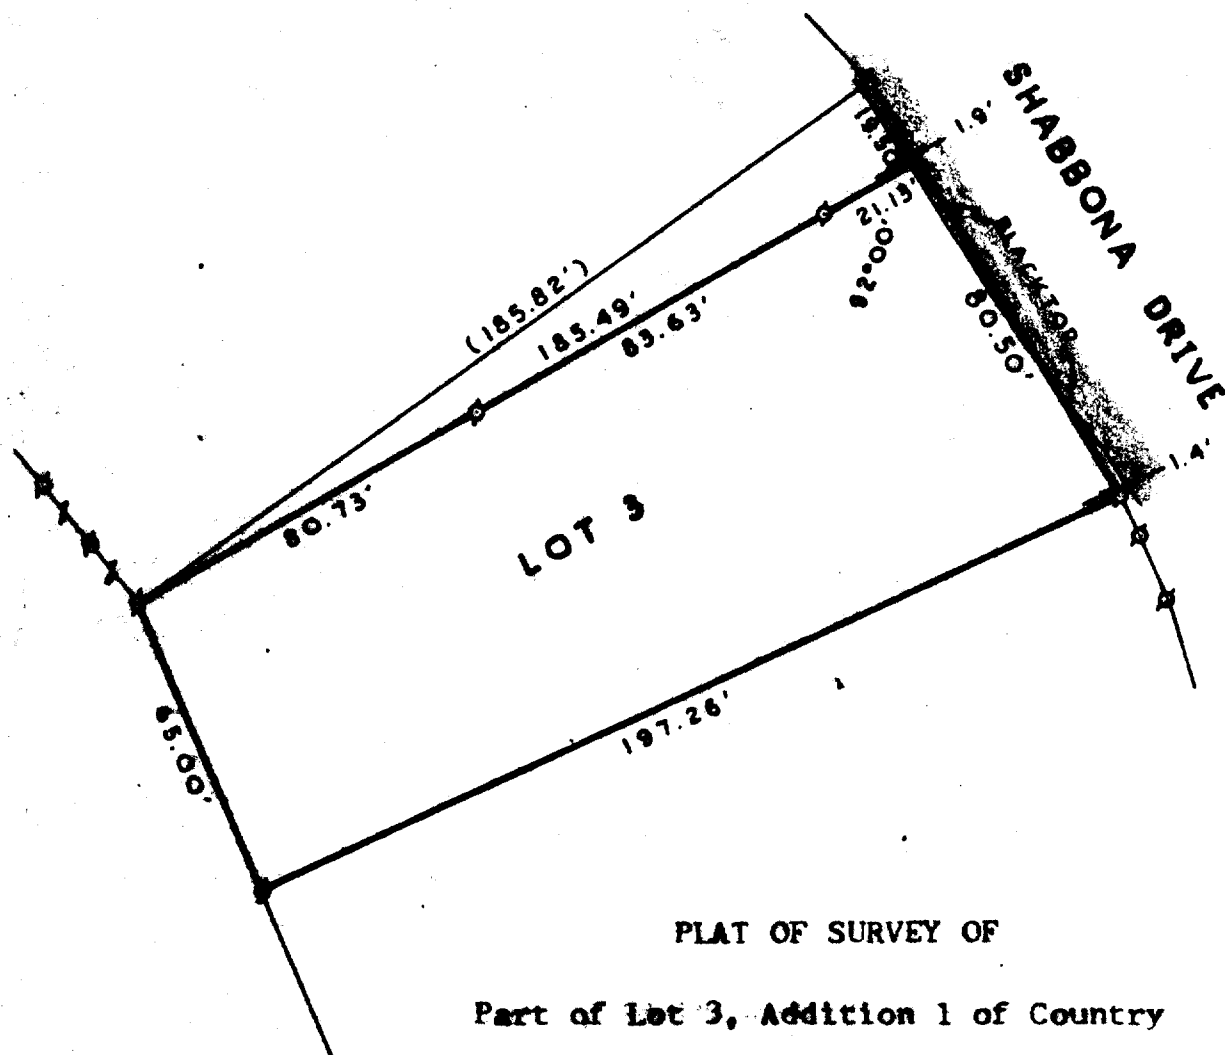 SHABBONA DRIVE
1.9'
19.50'
21.13'
92°00'
BLACKTOP
80.50'
1.4'
(185.82')
185.49'
83.63'
80.73'
LOT 3
65.00'
197.26'
PLAT OF SURVEY OF
Part of Lot 3, Addition 1 of Country